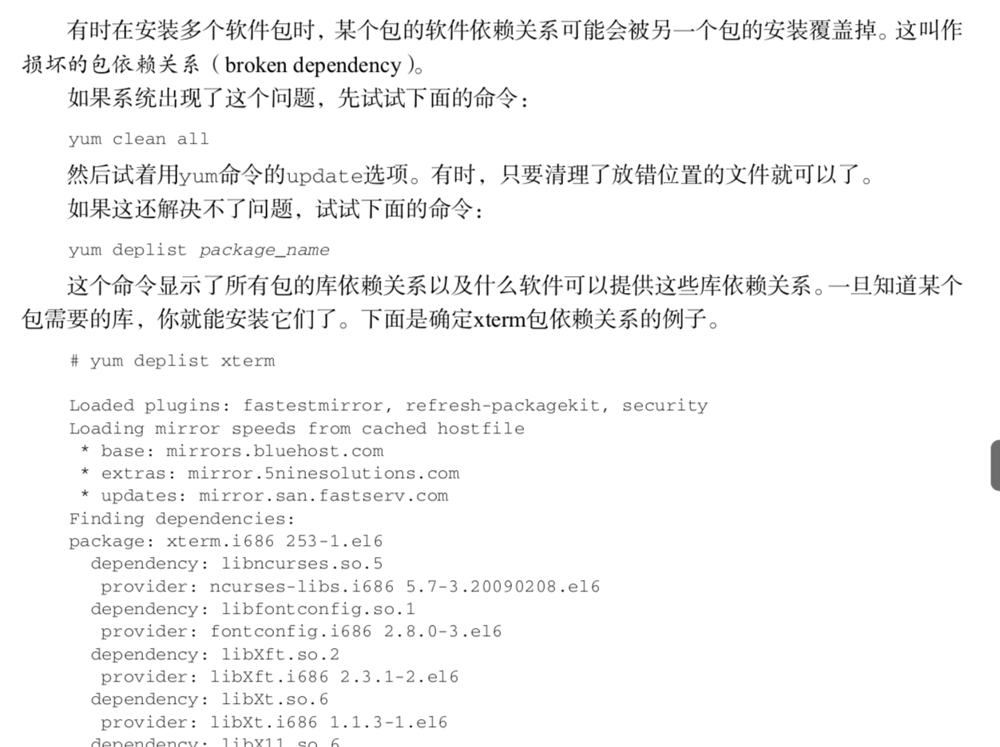 有时在安装多个软件包时，某个包的软件依赖关系可能会被另一个包的安装覆盖掉。这叫作
损坏的包依赖关系（broken dependency）。
如果系统出现了这个问题，先试试下面的命令：
yum clean all
然后试着用yum命令的update选项。有时，只要清理了放错位置的文件就可以了。
如果这还解决不了问题，试试下面的命令：
yum deplist package_name
这个命令显示了所有包的库依赖关系以及什么软件可以提供这些库依赖关系。一旦知道某个
包需要的库，你就能安装它们了。下面是确定xterm包依赖关系的例子。
# yum deplist xterm
Loaded plugins: fastestmirror, refresh-packagekit, security
Loading mirror speeds from cached hostfile
* base: mirrors.bluehost.com
* extras: mirror.5ninesolutions.com
* updates: mirror.san.fastserv.com
Finding dependencies:
package: xterm.i686 253-1.el6
dependency: libncurses.so.5
provider: ncurses-libs.i686 5.7-3.20090208.el6
dependency: libfontconfig.so.1
provider: fontconfig.i686 2.8.0-3.el6
dependency: libXft.so.2
provider: libXft.i686 2.3.1-2.el6
dependency: libXt.so.6
provider: libXt.i686 1.1.3-1.el6
dependency: libX11.so.6